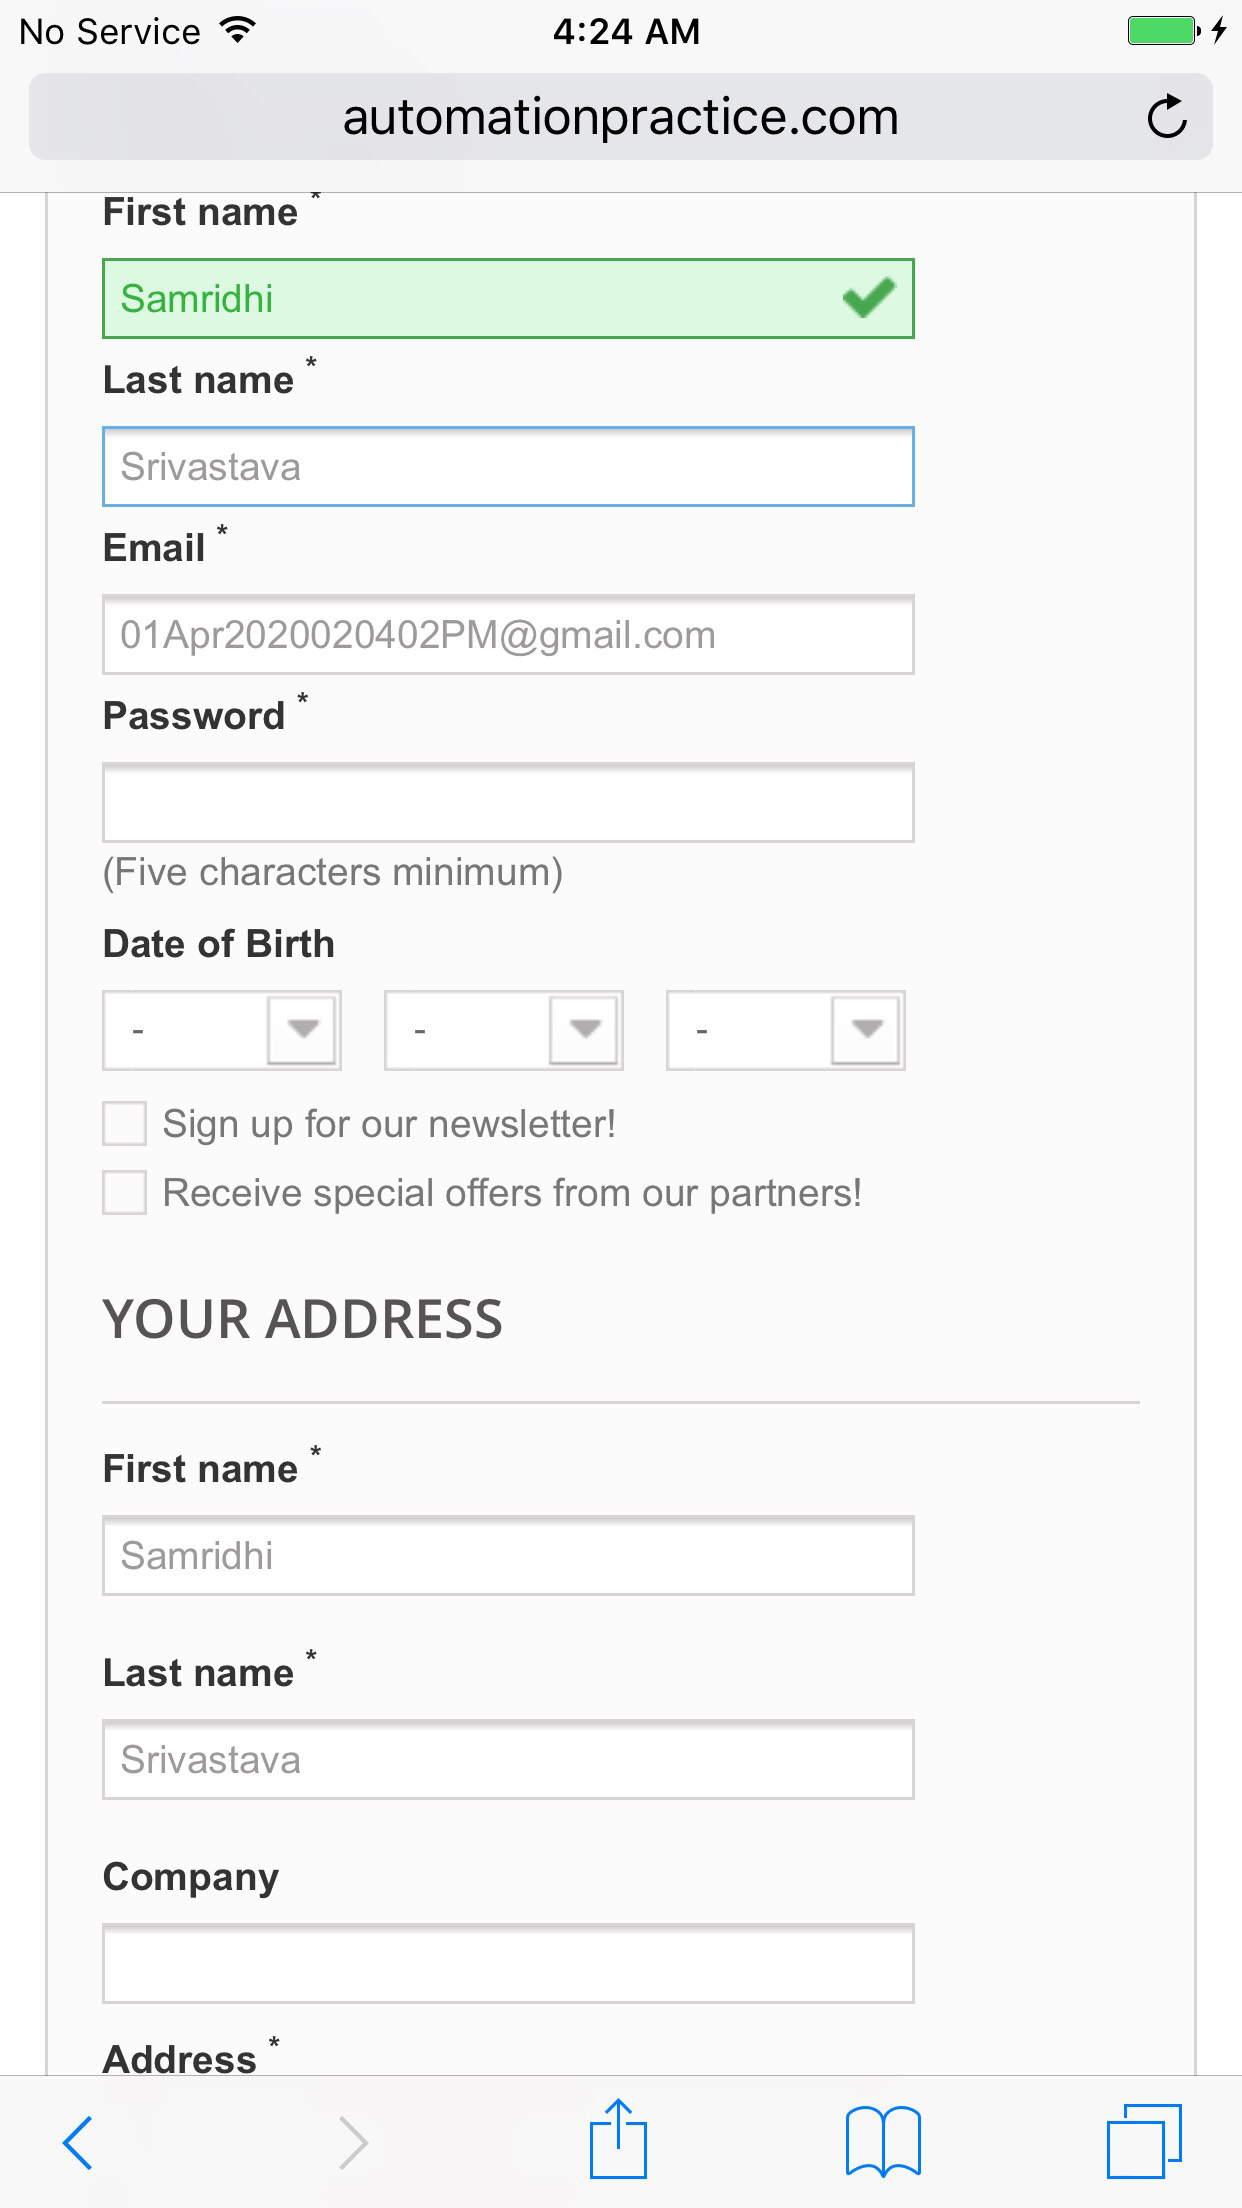 No Service 4:24 AM
automationpractice.com
First name *
Samridhi
Last name *
Srivastava
Email *
01Apr2020020402PM@gmail.com
Password *
(Five characters minimum)
Date of Birth
- - -
Sign up for our newsletter!
Receive special offers from our partners!
YOUR ADDRESS
First name *
Samridhi
Last name *
Srivastava
Company
Address *